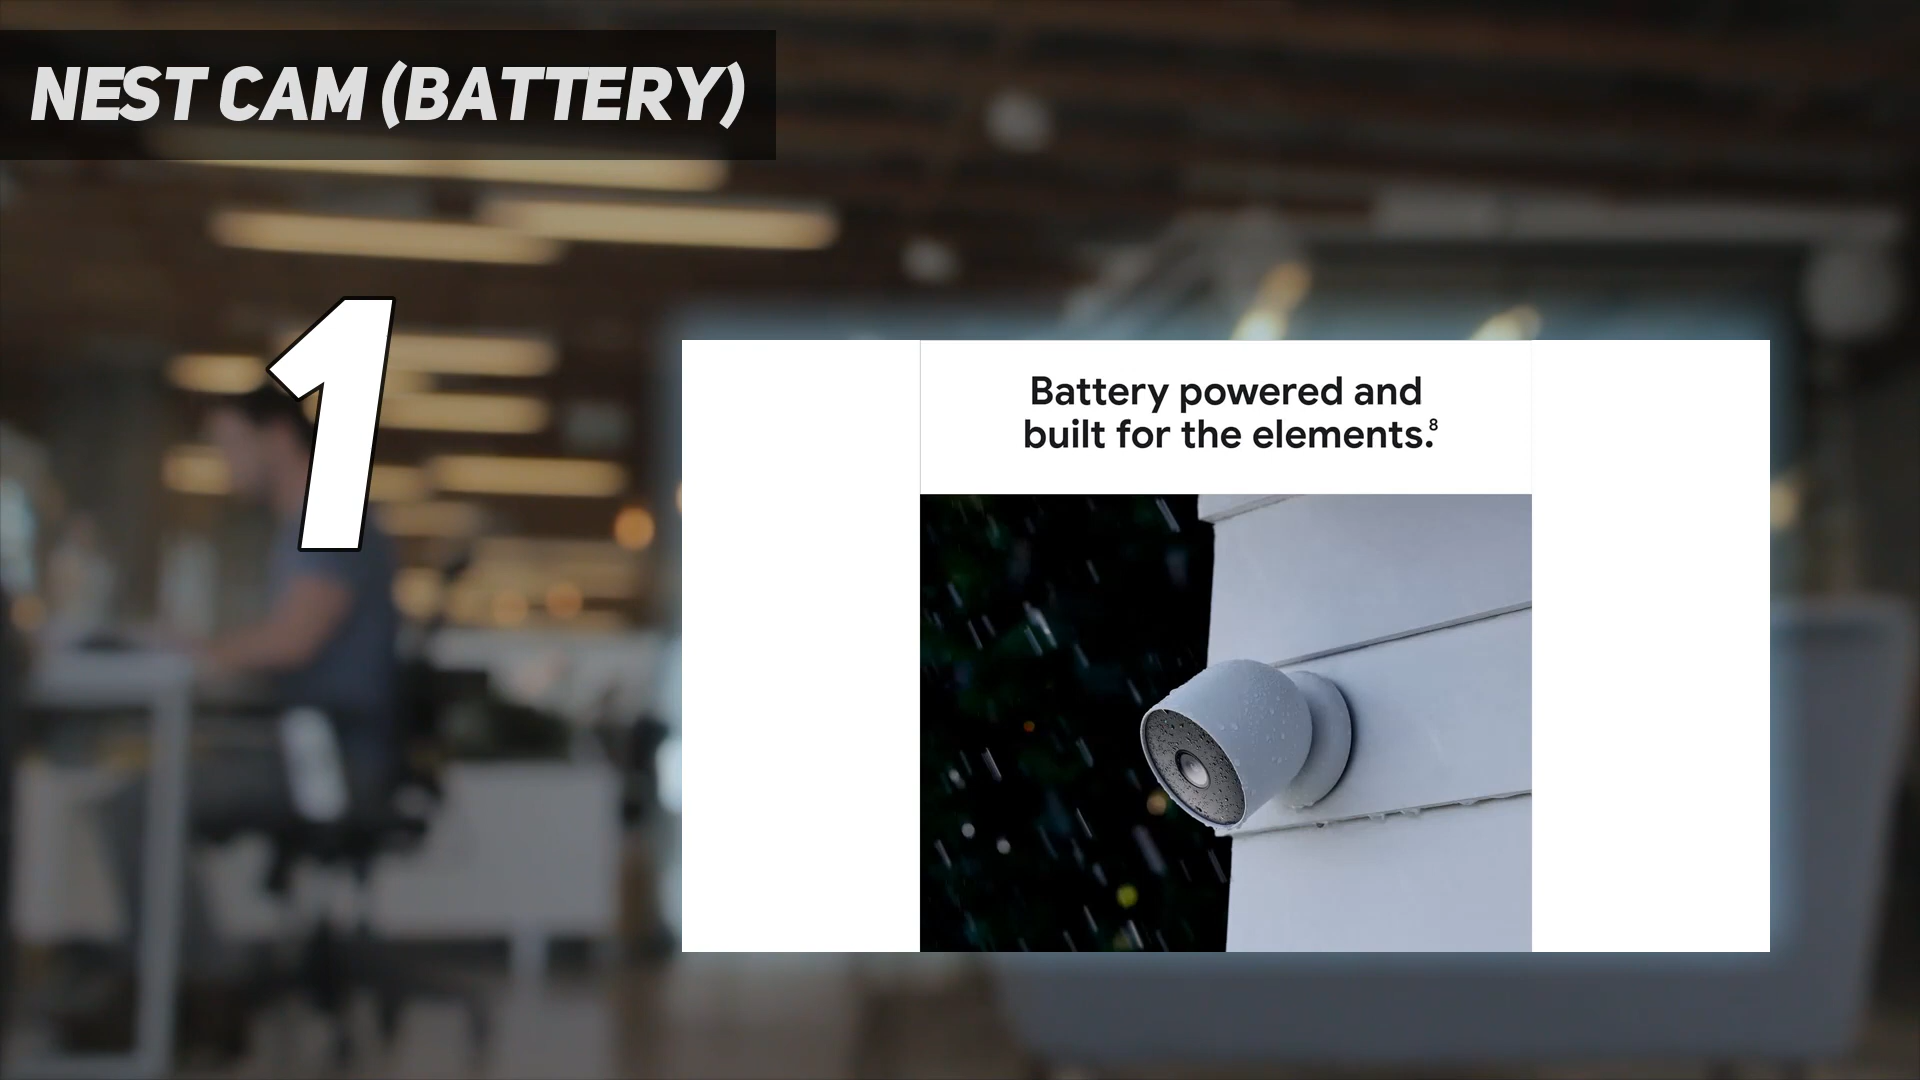 NEST CAM (BATTERY)
1
Battery powered and
built for the elements.⁸